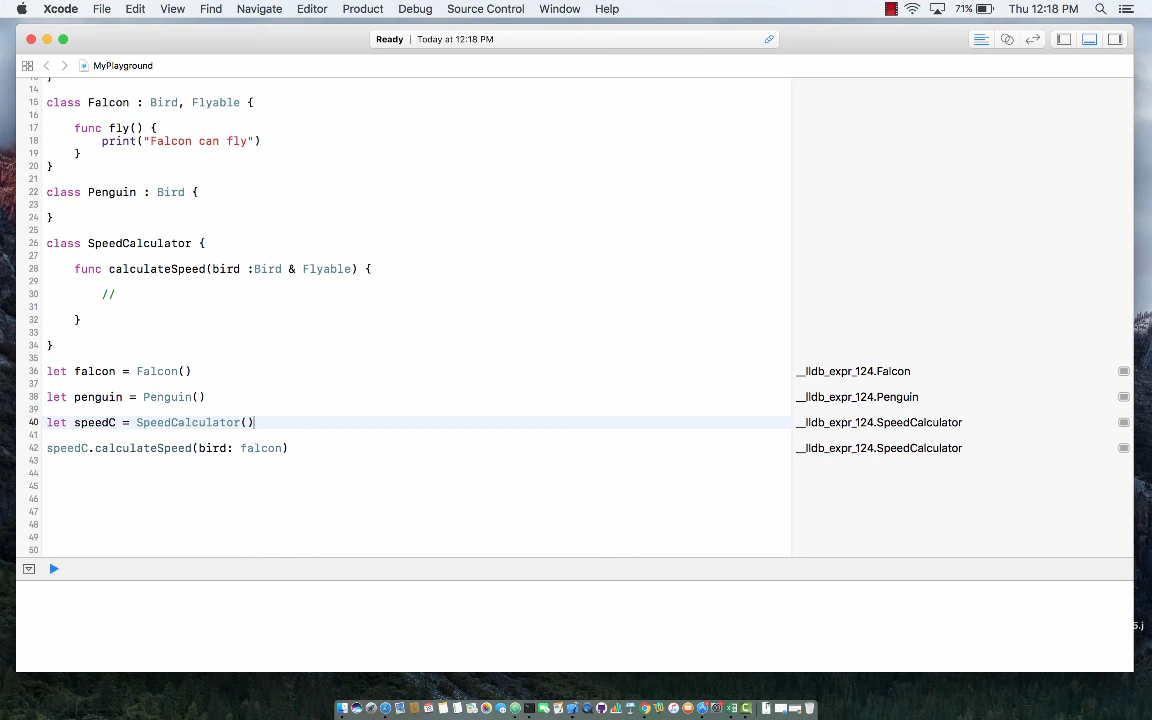 Xcode File Edit View Find Navigate Editor Product Debug Source Control Window Help 71% Thu 12:18 PM
Ready | Today at 12:18 PM
MyPlayground
14
15 class Falcon : Bird, Flyable {
16
17 func fly() {
18 print("Falcon can fly")
19 }
20 }
21
22 class Penguin : Bird {
23
24 }
25
26 class SpeedCalculator {
27
28 func calculateSpeed(bird :Bird & Flyable) {
29
30 //
31
32 }
33
34 }
35
36 let falcon = Falcon() __lldb_expr_124.Falcon
37
38 let penguin = Penguin() __lldb_expr_124.Penguin
39
40 let speedC = SpeedCalculator() __lldb_expr_124.SpeedCalculator
41
42 speedC.calculateSpeed(bird: falcon) __lldb_expr_124.SpeedCalculator
43
44
45
46
47
48
49
50
5.j